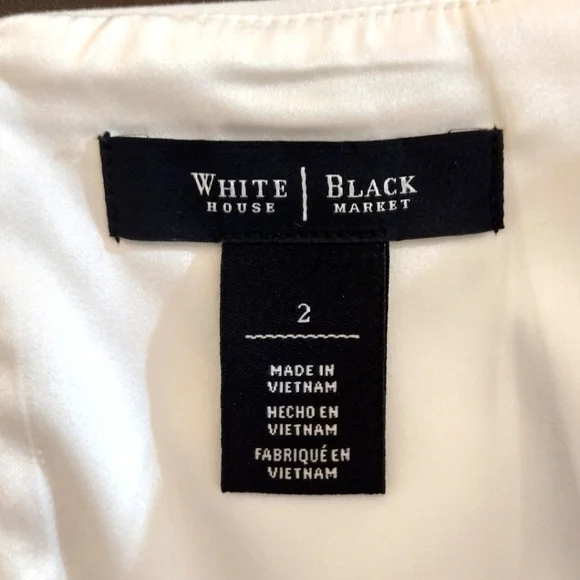 WHITE | BLACK
HOUSE MARKET
2
MADE IN
VIETNAM
HECHO EN
VIETNAM
FABRIQUÉ EN
VIETNAM